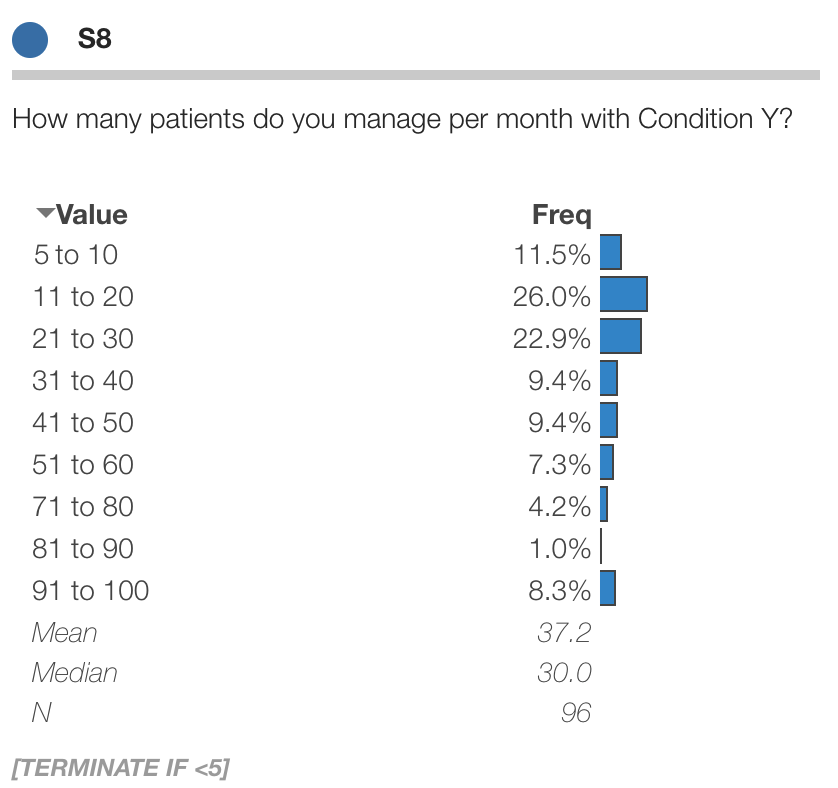 S8
How many patients do you manage per month with Condition Y?
Value Freq
5 to 10 11.5%
11 to 20 26.0%
21 to 30 22.9%
31 to 40 9.4%
41 to 50 9.4%
51 to 60 7.3%
71 to 80 4.2%
81 to 90 1.0%
91 to 100 8.3%
Mean 37.2
Median 30.0
N 96
[TERMINATE IF <5]